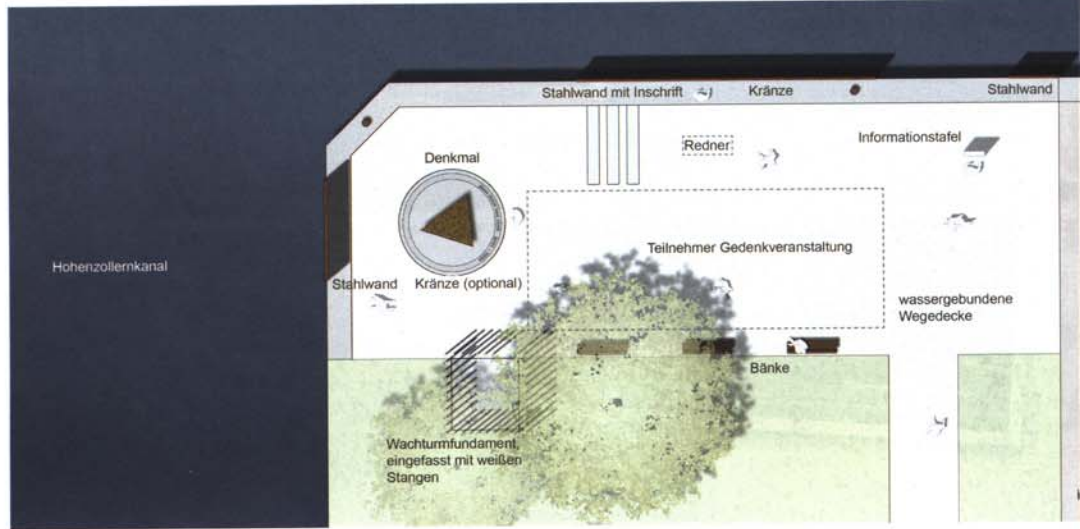 Stahlwand mit Inschrift
Kränze
Stahlwand
Redner
Informationstafel
Denkmal
Teilnehmer Gedenkveranstaltung
Hohenzollernkanal
Stahlwand
Kränze (optional)
wassergebundene
Wegedecke
Bänke
Wachturmfundament,
eingefasst mit weißen
Stangen